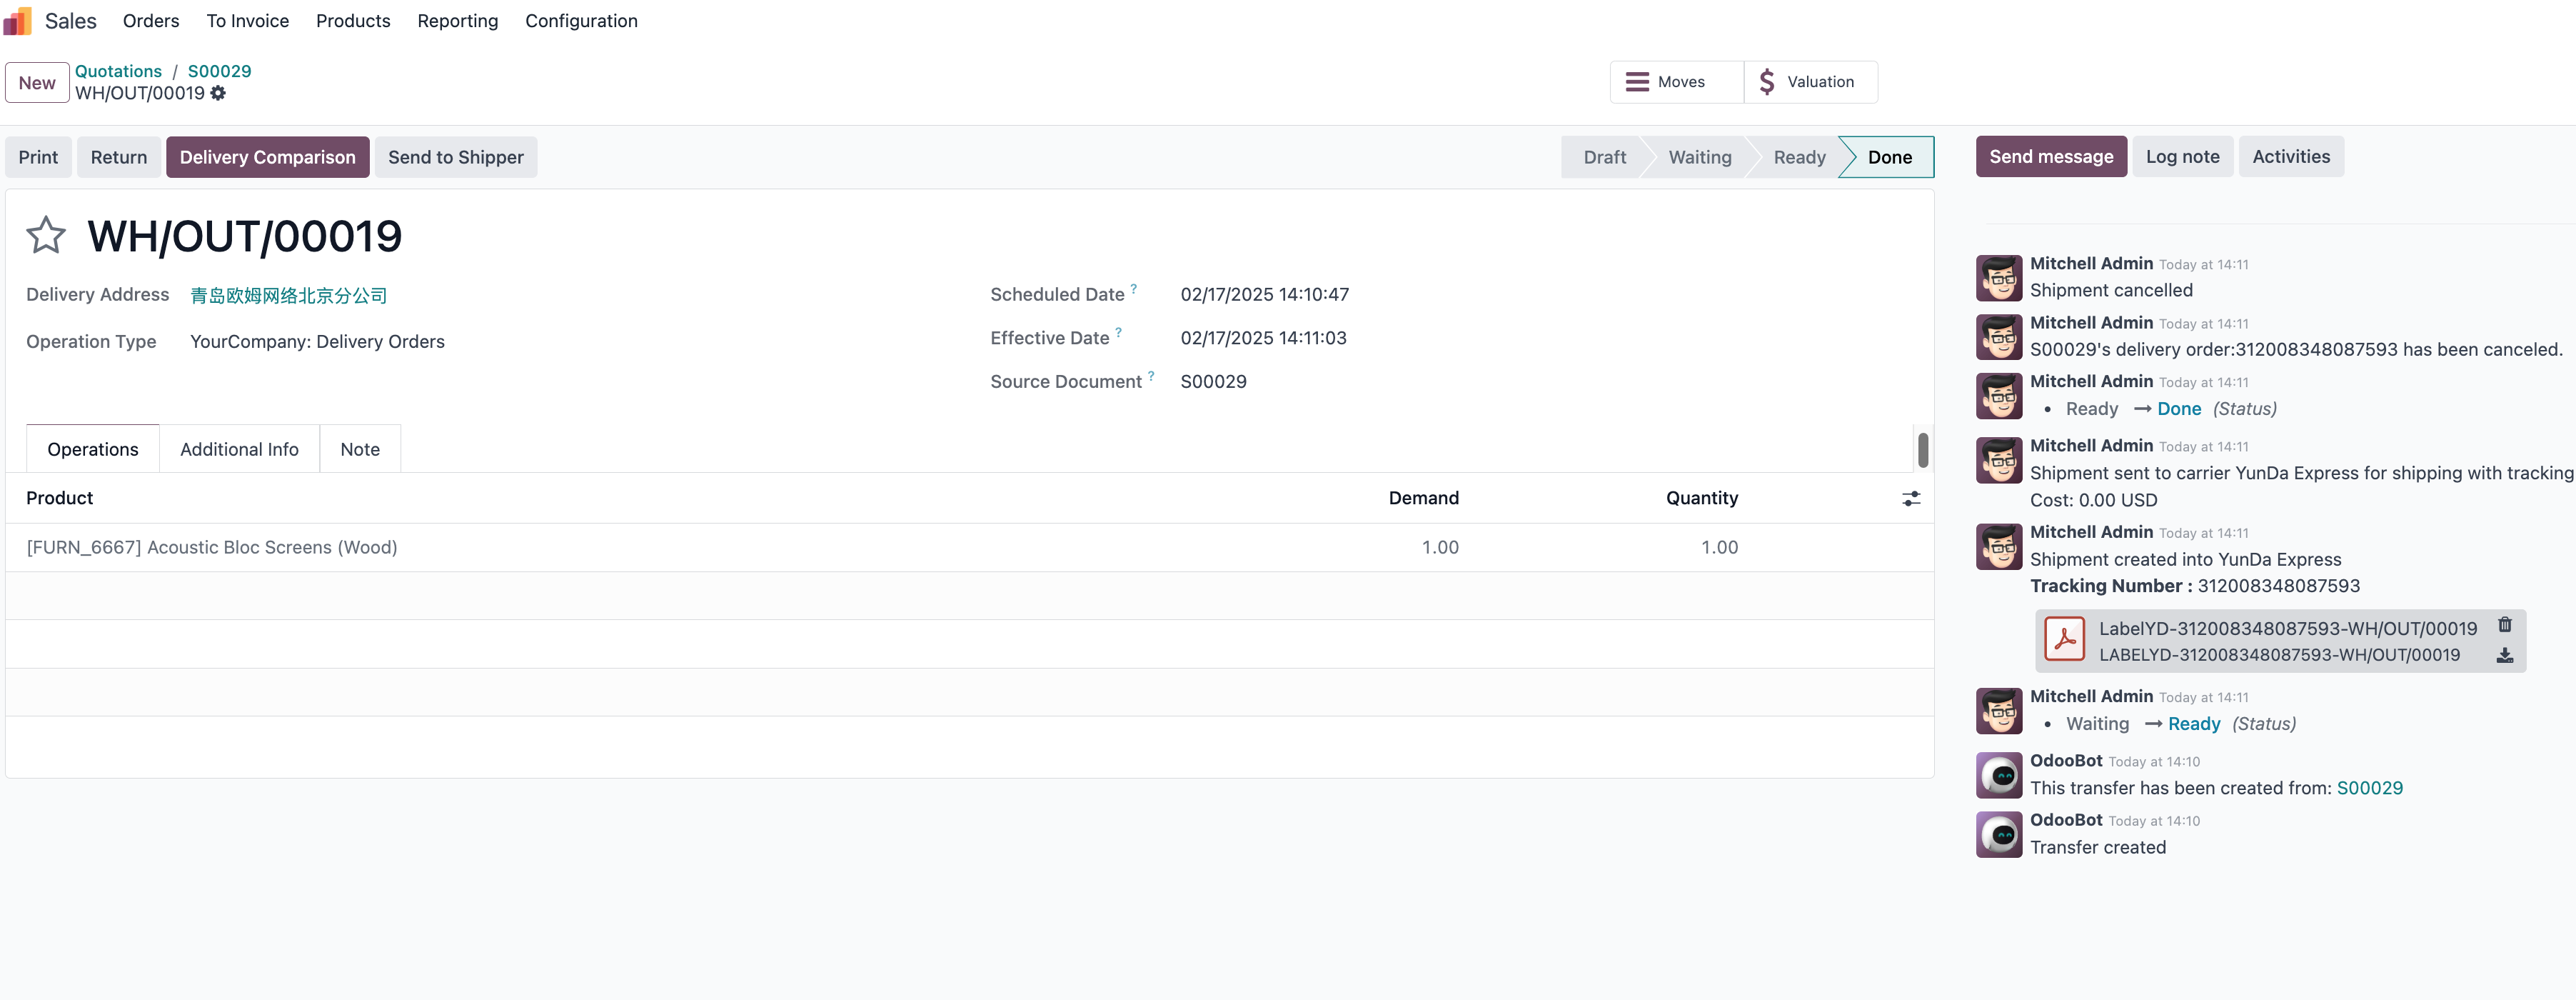 Sales Orders To Invoice Products Reporting Configuration
New
Quotations / S00029
WH/OUT/00019
Moves
Valuation
Print Return Delivery Comparison Send to Shipper
Draft Waiting Ready Done
Send message Log note Activities
WH/OUT/00019
Delivery Address 青岛欧姆网络北京分公司
Operation Type YourCompany: Delivery Orders
Scheduled Date ? 02/17/2025 14:10:47
Effective Date ? 02/17/2025 14:11:03
Source Document ? S00029
Operations Additional Info Note
Product Demand Quantity
[FURN_6667] Acoustic Bloc Screens (Wood) 1.00 1.00
Mitchell Admin Today at 14:11
Shipment cancelled
Mitchell Admin Today at 14:11
S00029's delivery order:312008348087593 has been canceled.
Mitchell Admin Today at 14:11
• Ready → Done (Status)
Mitchell Admin Today at 14:11
Shipment sent to carrier YunDa Express for shipping with tracking
Cost: 0.00 USD
Mitchell Admin Today at 14:11
Shipment created into YunDa Express
Tracking Number : 312008348087593
LabelYD-312008348087593-WH/OUT/00019
LABELYD-312008348087593-WH/OUT/00019
Mitchell Admin Today at 14:11
• Waiting → Ready (Status)
OdooBot Today at 14:10
This transfer has been created from: S00029
OdooBot Today at 14:10
Transfer created